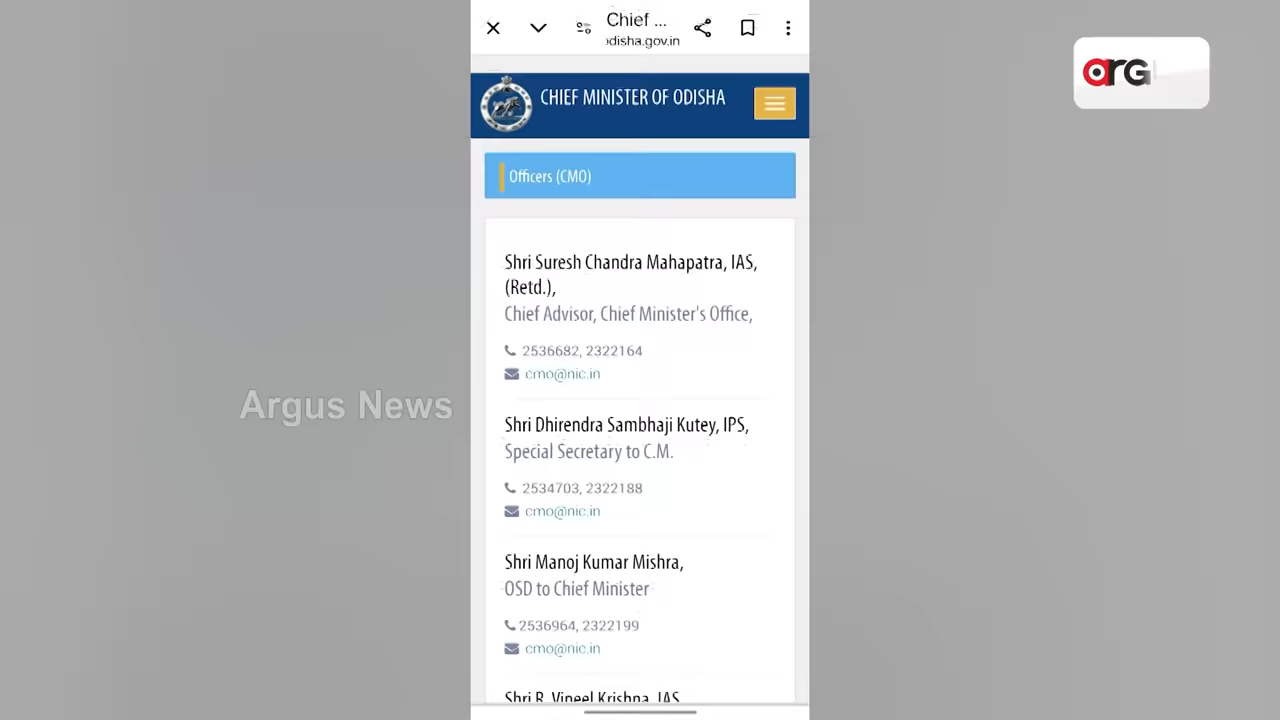 Chief ...
disha.gov.in
arG
CHIEF MINISTER OF ODISHA
Officers (CMO)
Shri Suresh Chandra Mahapatra, IAS,
(Retd.),
Chief Advisor, Chief Minister's Office,
2536682, 2322164
cmo@nic.in
Argus News
Shri Dhirendra Sambhaji Kutey, IPS,
Special Secretary to C.M.
2534703, 2322188
cmo@nic.in
Shri Manoj Kumar Mishra,
OSD to Chief Minister
2536964, 2322199
cmo@nic.in
Shri R. Vineel Krishna, IAS